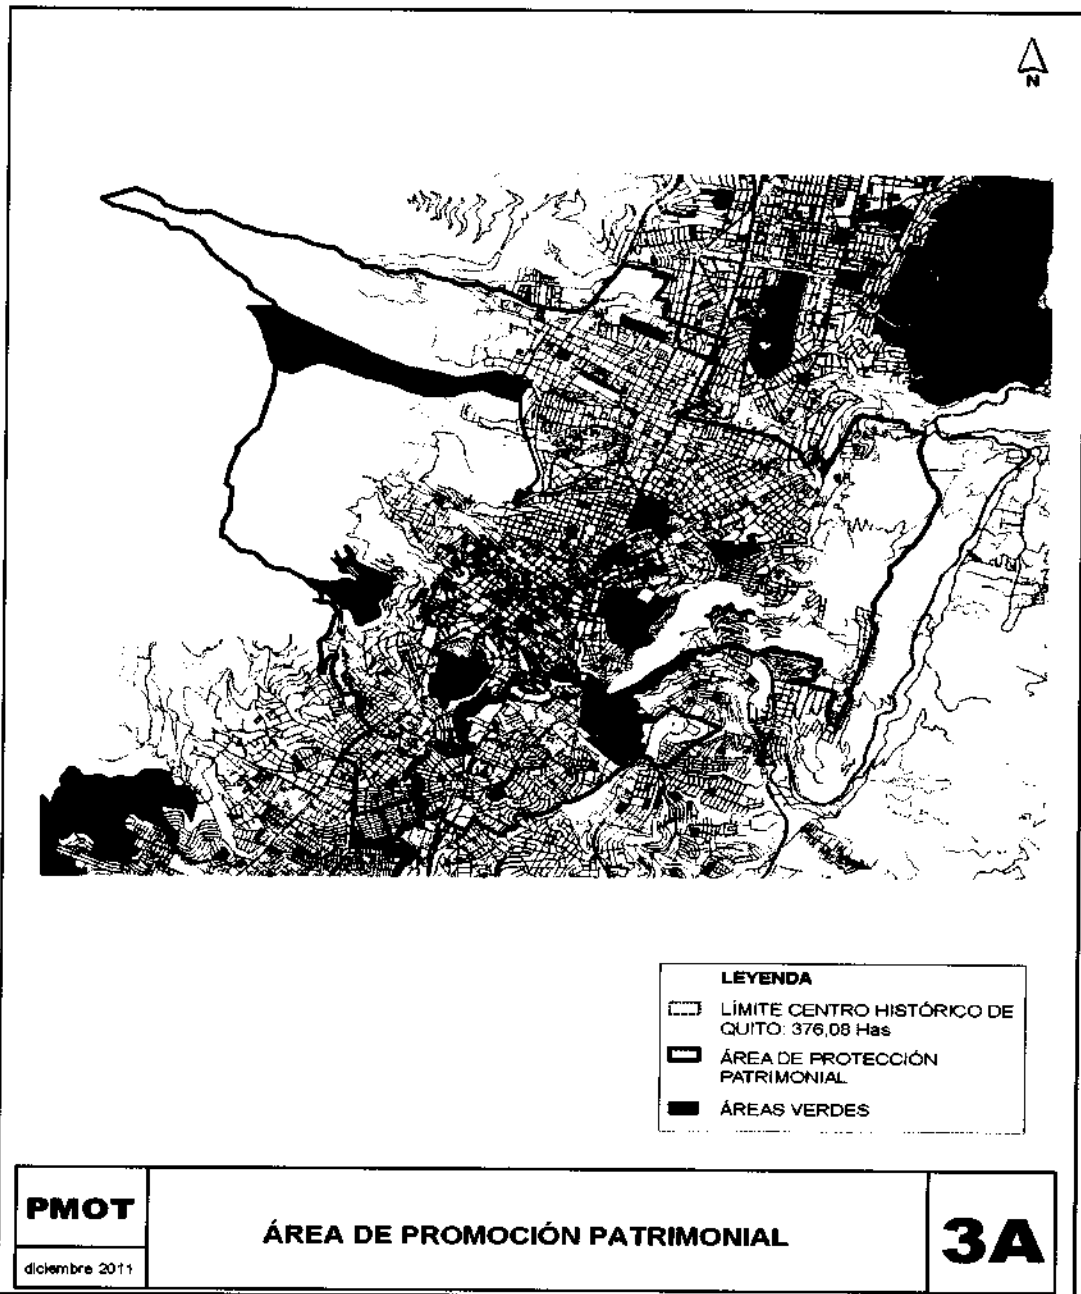 N
LEYENDA
LÍMITE CENTRO HISTÓRICO DE
QUITO: 376,08 Has
ÁREA DE PROTECCIÓN
PATRIMONIAL
ÁREAS VERDES
PMOT
diciembre 2011
ÁREA DE PROMOCIÓN PATRIMONIAL
3A